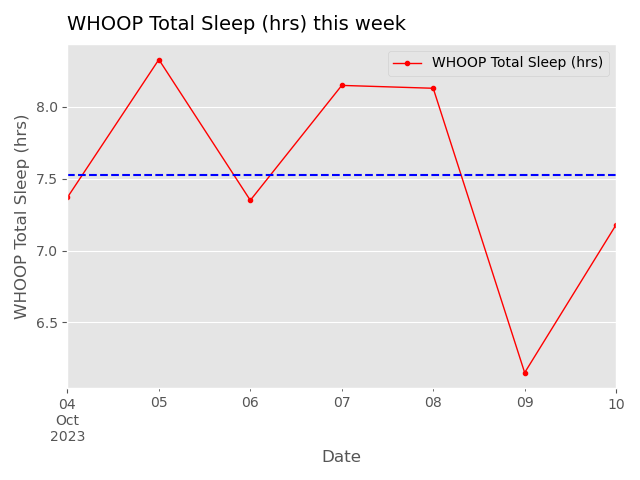 WHOOP Total Sleep (hrs) this week
WHOOP Total Sleep (hrs)
WHOOP Total Sleep (hrs)
8.0
7.5
7.0
6.5
04 05 06 07 08 09 10
Oct
2023
Date